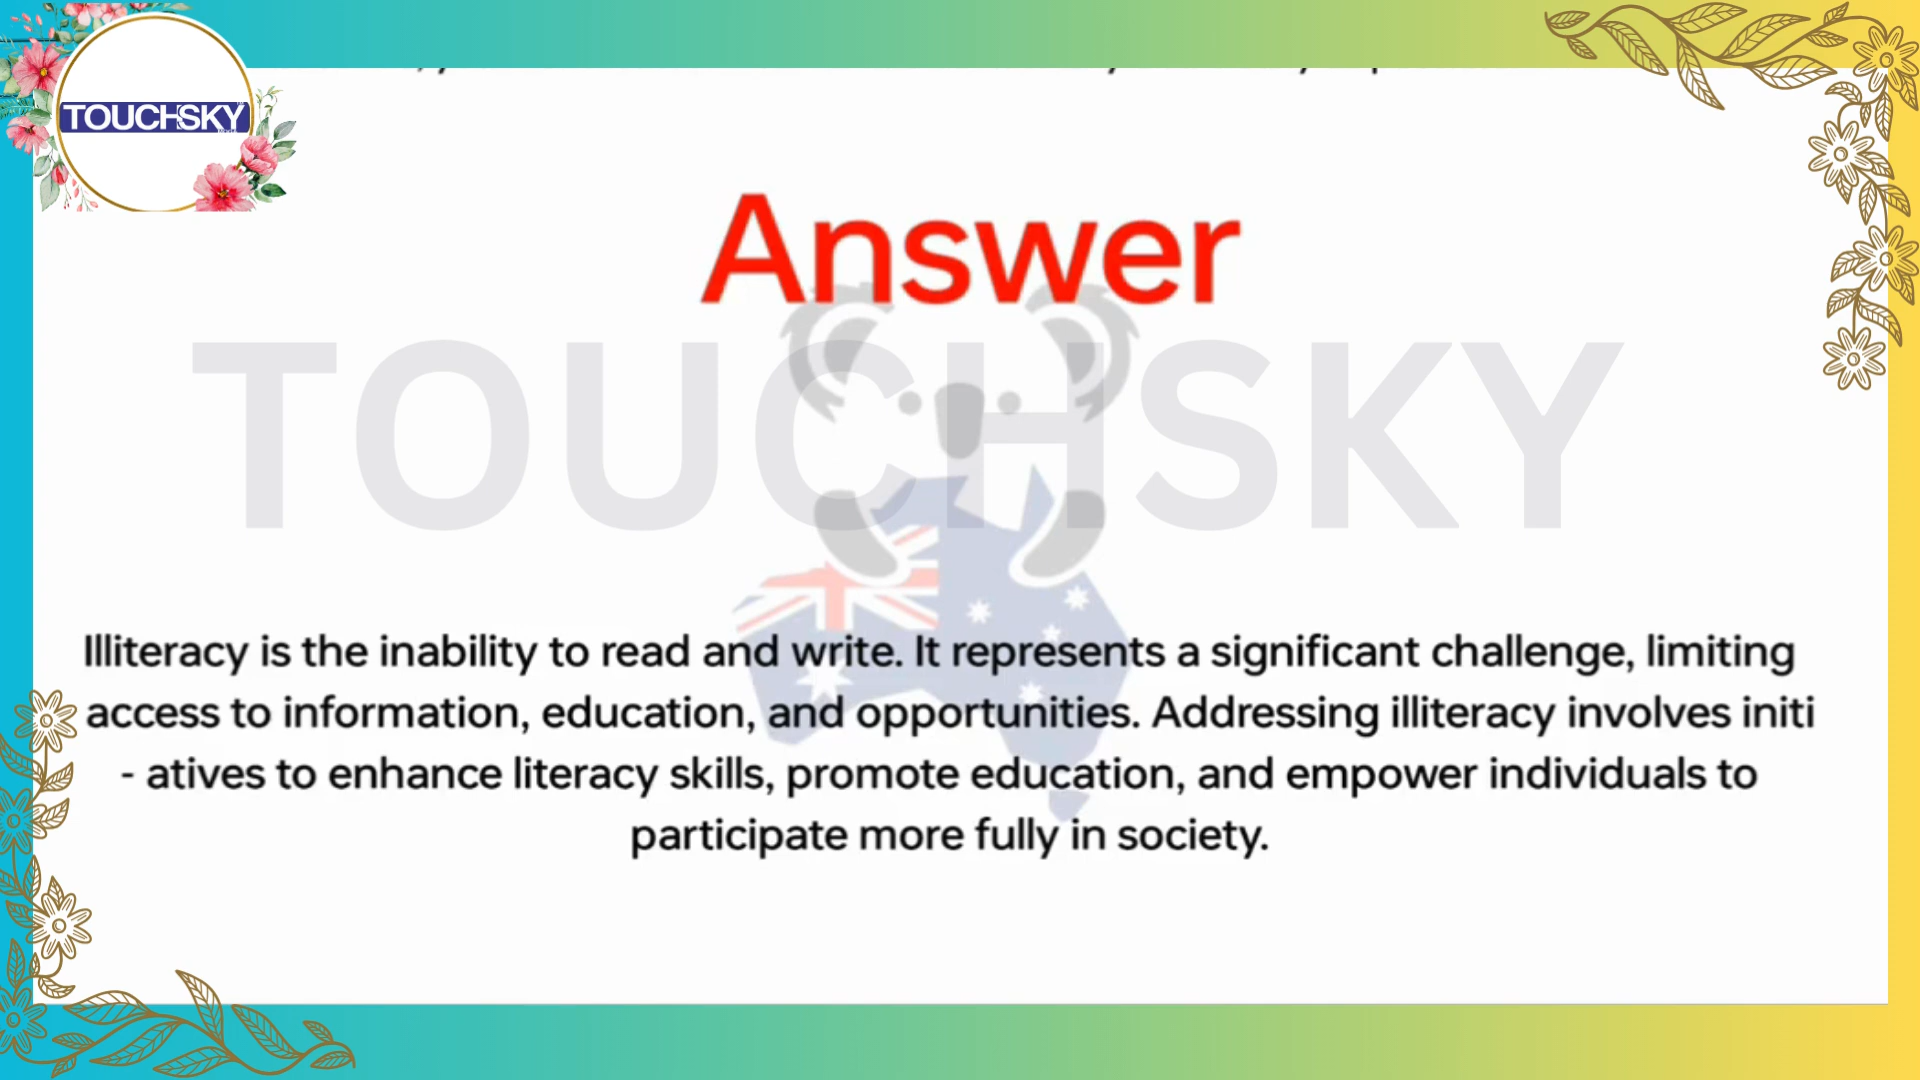 TOUCHSKY
Answer
TOUCHSKY
Illiteracy is the inability to read and write. It represents a significant challenge, limiting
access to information, education, and opportunities. Addressing illiteracy involves initi
- atives to enhance literacy skills, promote education, and empower individuals to
participate more fully in society.